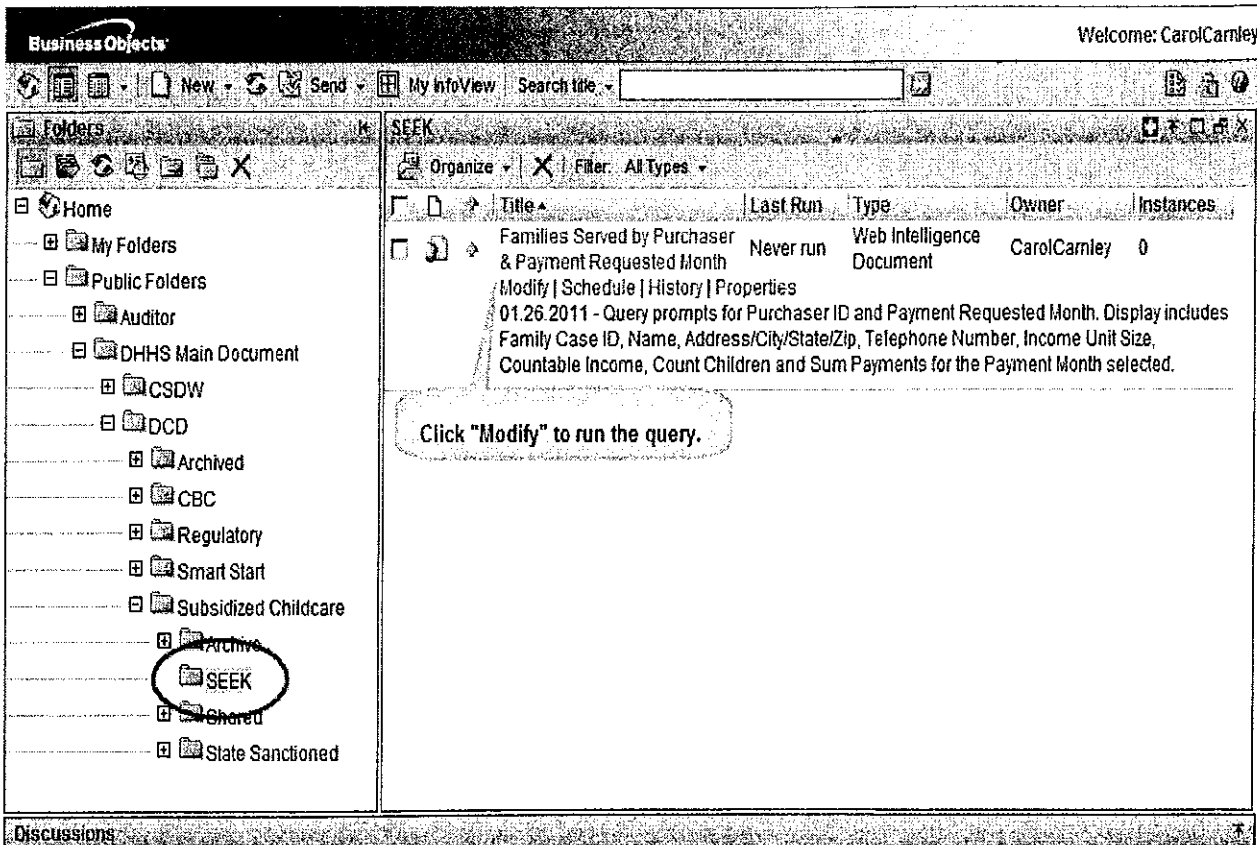 Business Objects
Welcome: CarolCarnley
New Send My InfoView Search title
Folders
Home
My Folders
Public Folders
Auditor
DHHS Main Document
CSDW
DCD
Archived
CBC
Regulatory
Smart Start
Subsidized Childcare
Archive
SEEK
Shared
State Sanctioned
SEEK
Organize Filter: All Types
Title Last Run Type Owner Instances
Families Served by Purchaser
& Payment Requested Month
Never run
Web Intelligence
Document
CarolCarnley
0
Modify | Schedule | History | Properties
01.26.2011 - Query prompts for Purchaser ID and Payment Requested Month. Display includes
Family Case ID, Name, Address/City/State/Zip, Telephone Number, Income Unit Size,
Countable Income, Count Children and Sum Payments for the Payment Month selected.
Click "Modify" to run the query.
Discussions